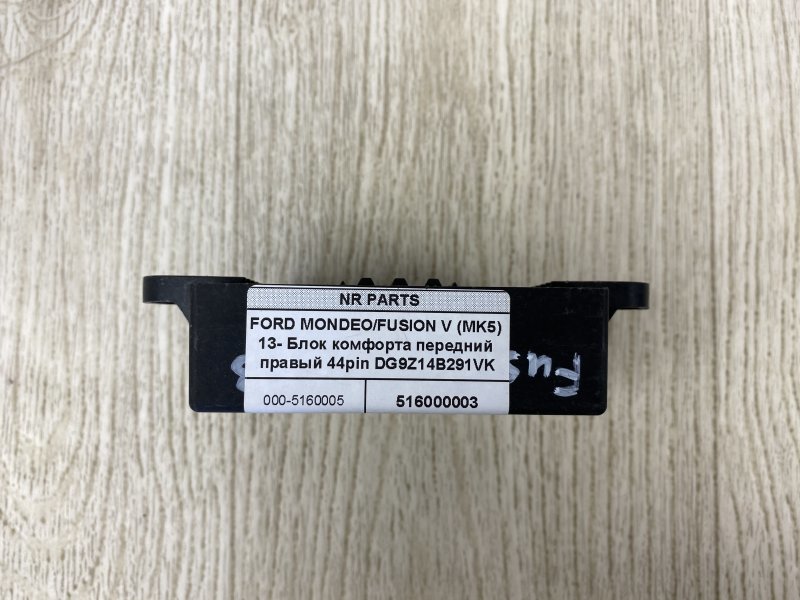 NR PARTS
FORD MONDEO/FUSION V (MK5)
13- Блок комфорта передний
правый 44pin DG9Z14B291VK
000-5160005 516000003